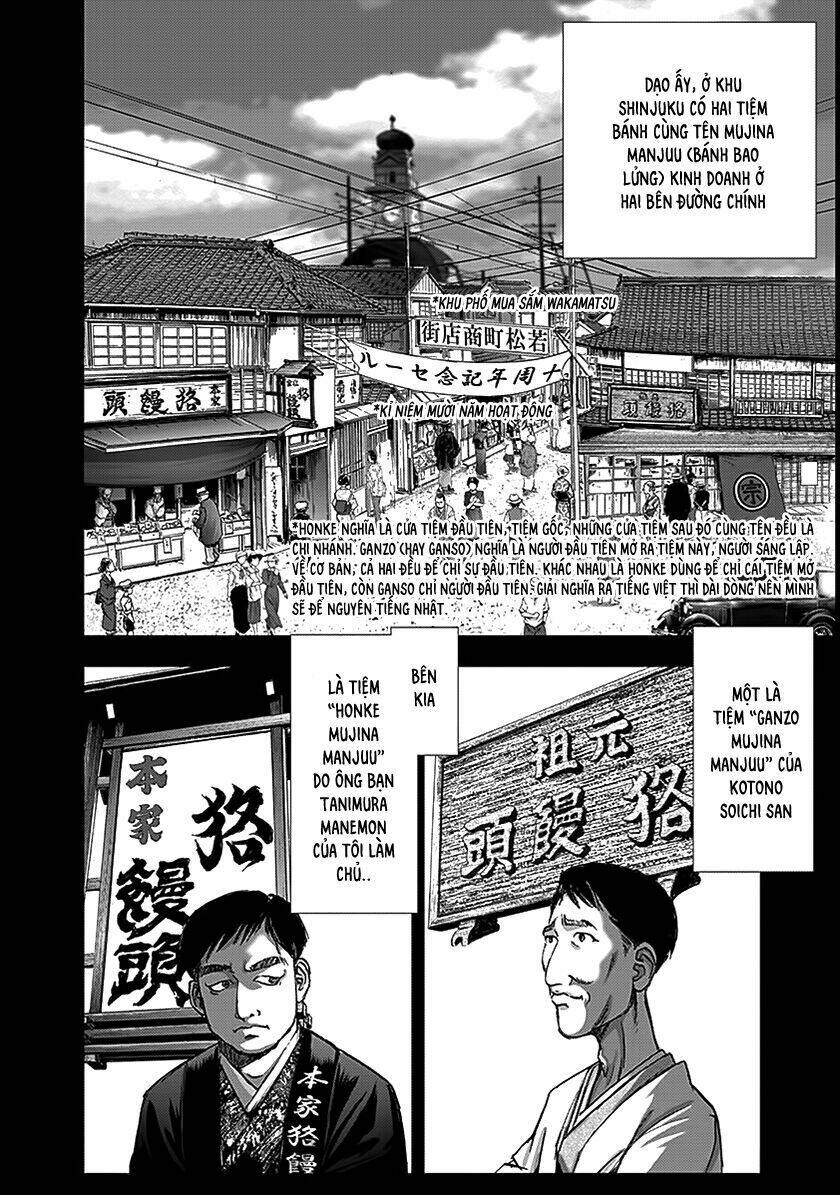 DẠO ẤY, Ở KHU
SHINJUKU CÓ HAI TIỆM
BÁNH CÙNG TÊN MUJINA
MANJUU (BÁNH BAO
LỬNG) KINH DOANH Ở
HAI BÊN ĐƯỜNG CHÍNH
*KHU PHỐ MUA SẮM WAKAMATSU
街店商町松若
ルーセ念記年周十
*KỈ NIỆM MƯỜI NĂM HOẠT ĐỘNG
頭饅狢 本家
宗
*HONKE NGHĨA LÀ CỬA TIỆM ĐẦU TIÊN, TIỆM GỐC, NHỮNG CỬA TIỆM SAU ĐÓ CÙNG TÊN ĐỀU LÀ
CHI NHÁNH. GANZO (HAY GANSO) NGHĨA LÀ NGƯỜI ĐẦU TIÊN MỞ RA TIỆM NÀY, NGƯỜI SÁNG LẬP.
VỀ CƠ BẢN, CẢ HAI ĐỀU ĐỂ CHỈ SỰ ĐẦU TIÊN. KHÁC NHAU LÀ HONKE DÙNG ĐỂ CHỈ CÁI TIỆM MỞ
ĐẦU TIÊN, CÒN GANSO CHỈ NGƯỜI ĐẦU TIÊN. GIẢI NGHĨA RA TIẾNG VIỆT THÌ DÀI DÒNG NÊN MÌNH
SẼ ĐỂ NGUYÊN TIẾNG NHẬT.
MỘT LÀ
TIỆM "GANZO
MUJINA
MANJUU" CỦA
KOTONO
SOICHI SAN
祖元
頭饅狢
BÊN
KIA
LÀ TIỆM
"HONKE
MUJINA
MANJUU"
DO ÔNG BẠN
TANIMURA
MANEMON
CỦA TÔI LÀM
CHỦ..
本家
狢
饅頭
本家狢饅